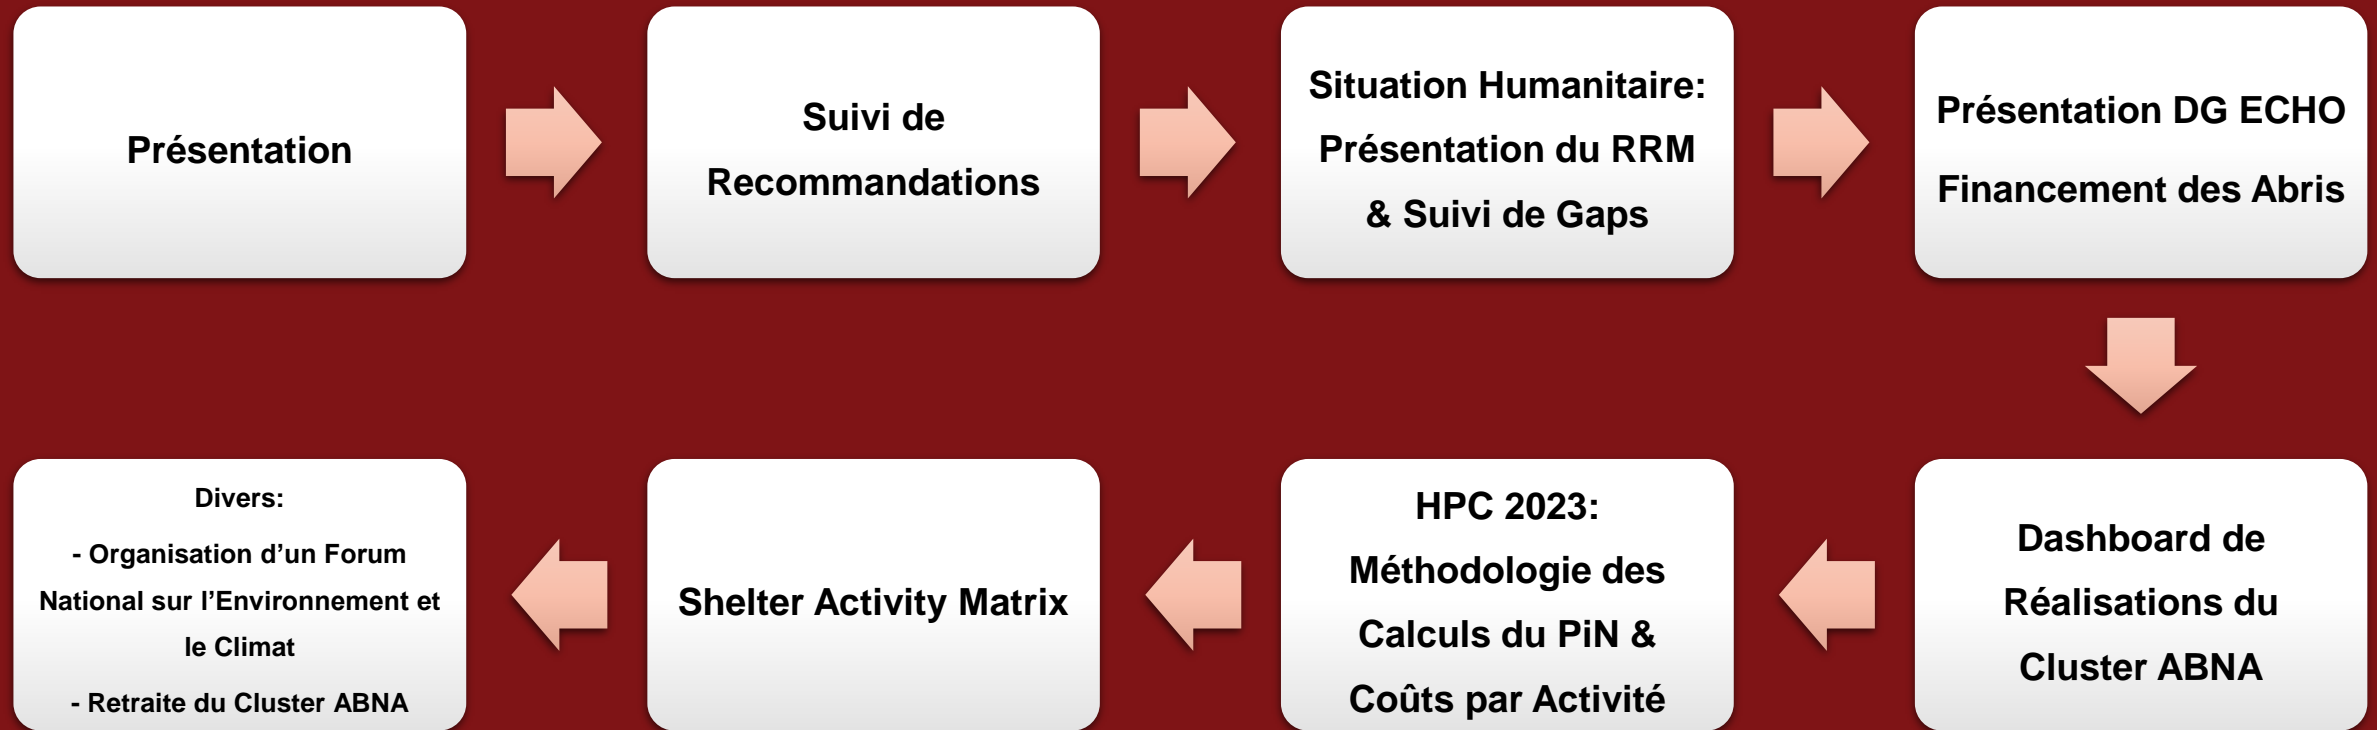 Présentation
Suivi de
Recommandations
Situation Humanitaire:
Présentation du RRM
& Suivi de Gaps
Présentation DG ECHO
Financement des Abris
Dashboard de
Réalisations du
Cluster ABNA
HPC 2023:
Méthodologie des
Calculs du PiN &
Coûts par Activité
Shelter Activity Matrix
Divers:
- Organisation d’un Forum
National sur l’Environnement et
le Climat
- Retraite du Cluster ABNA